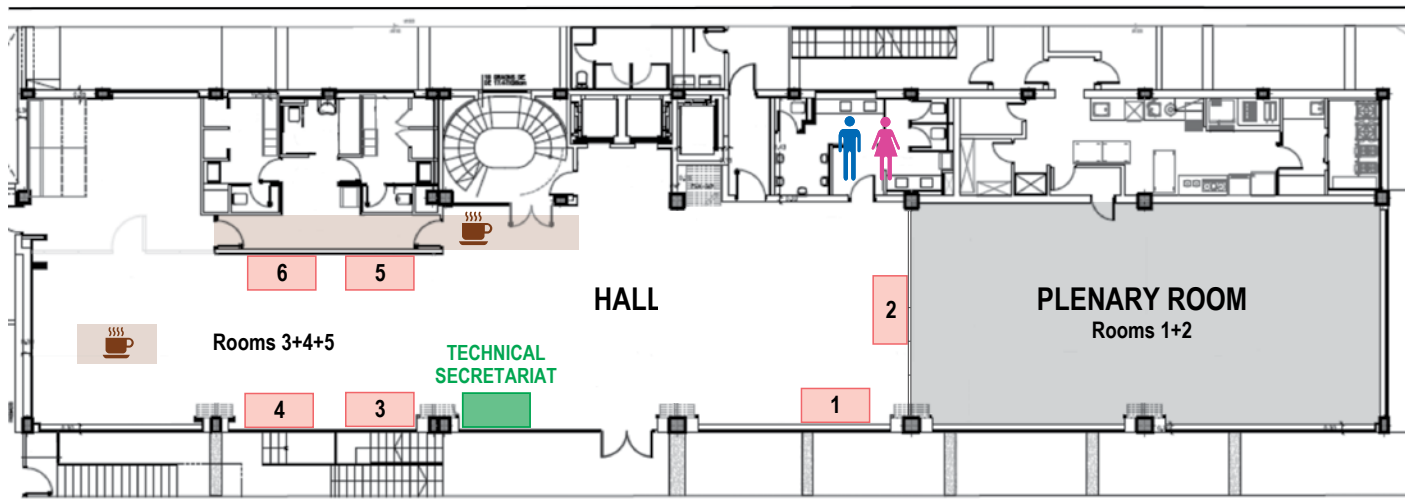 HALL
PLENARY ROOM
Rooms 1+2
6
5
2
Rooms 3+4+5
TECHNICAL
SECRETARIAT
4
3
1